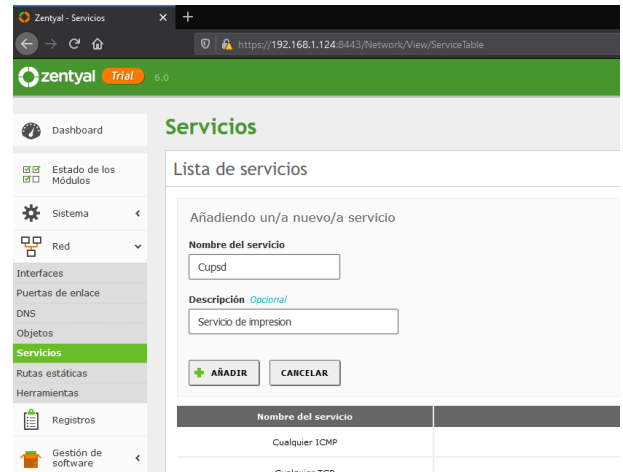 Zentyal - Servicios
https://192.168.1.124:8443/Network/View/ServiceTable
zentyal Trial 6.0
Dashboard
Estado de los
Módulos
Sistema
Red
Interfaces
Puertas de enlace
DNS
Objetos
Servicios
Rutas estáticas
Herramientas
Registros
Gestión de
software
Servicios
Lista de servicios
Añadiendo un/a nuevo/a servicio
Nombre del servicio
Cupsd
Descripción Opcional
Servicio de impresion
AÑADIR CANCELAR
Nombre del servicio
Cualquier ICMP
Cualquier TCP